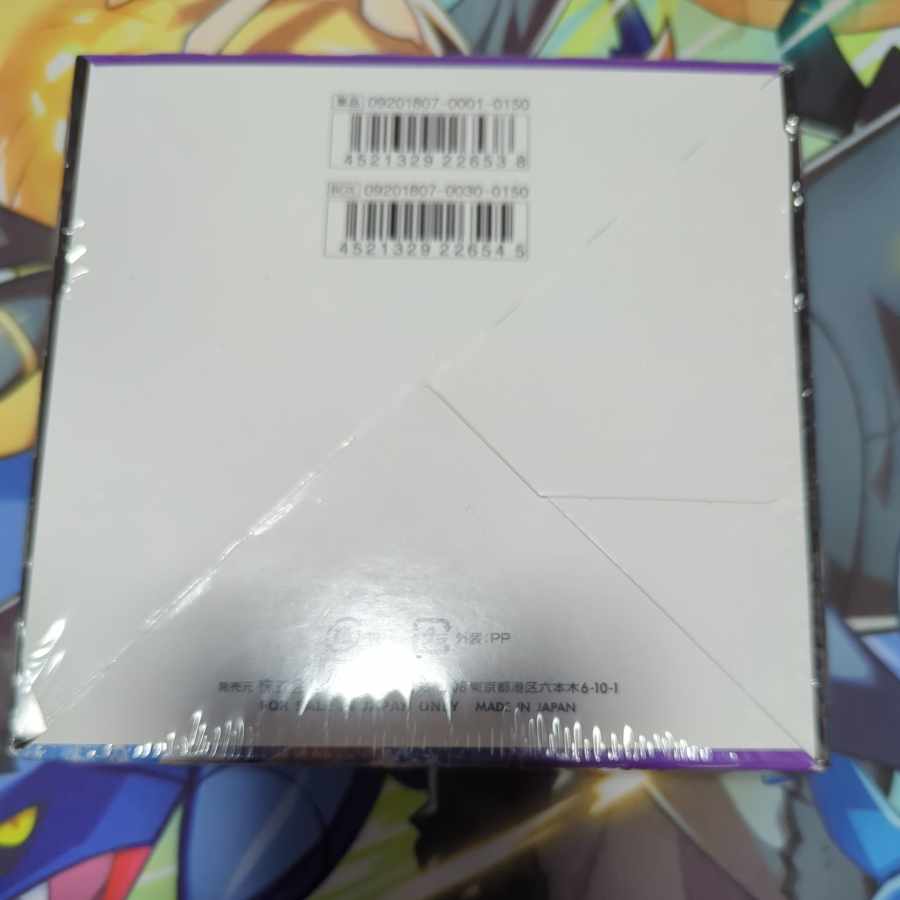 単品 09201807-0001-0150
4521329 22653 8
BOX 09201807-0030-0150
4521329 22654 5
外装:PP
発売元 東京都港区六本木6-10-1
FOR SALE JAPAN ONLY MADE IN JAPAN